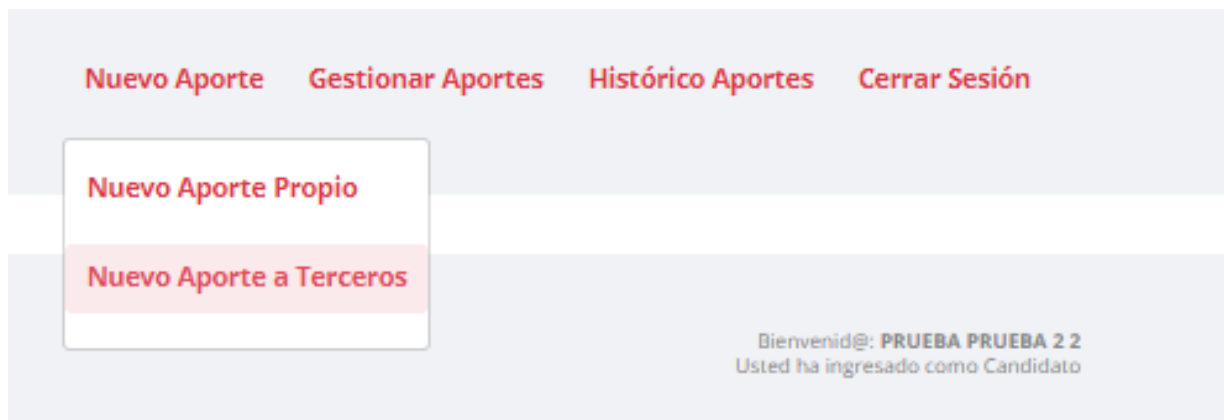 Nuevo Aporte Gestionar Aportes Histórico Aportes Cerrar Sesión
Nuevo Aporte Propio
Nuevo Aporte a Terceros
Bienvenid@: PRUEBA PRUEBA 2 2
Usted ha ingresado como Candidato